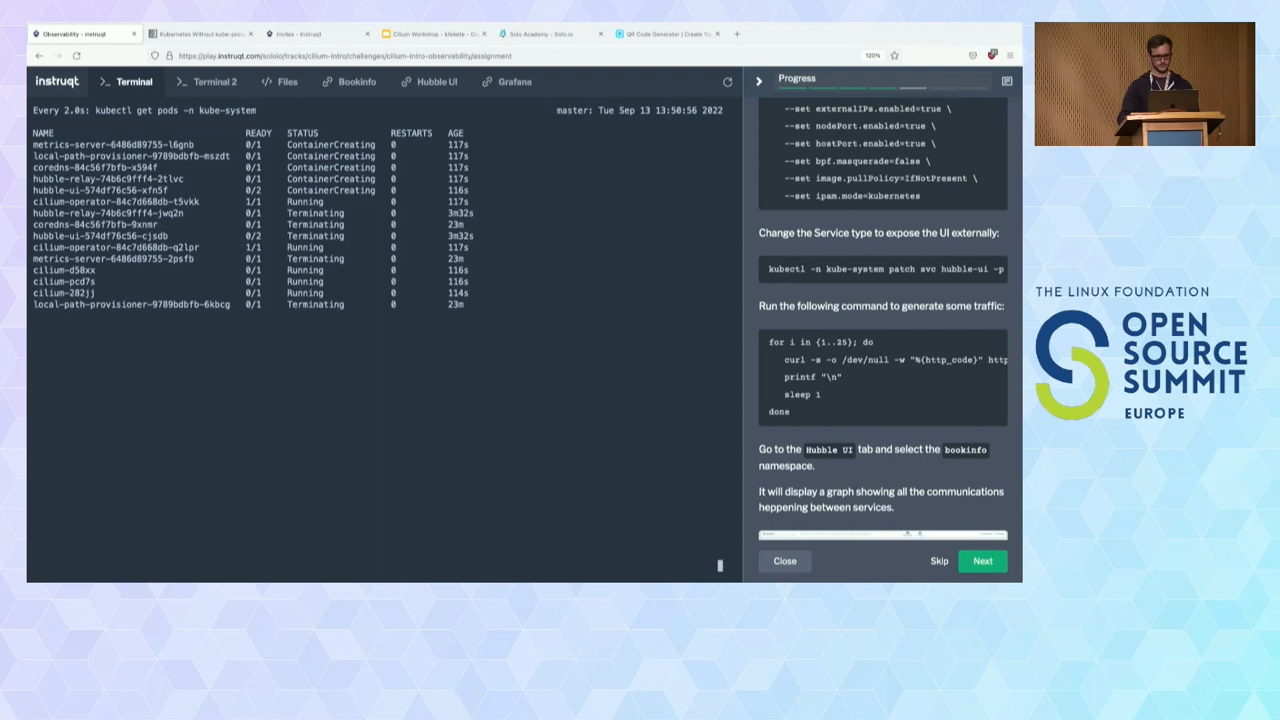 Observability - Instruqt
Kubernetes Without kube-prox
Invites - Instruqt
Cilium Workshop - Mekete - Go
Solo Academy - Solo.io
QR Code Generator | Create Yo
https://play.instruqt.com/soloio/tracks/cilium-intro/challenges/cilium-intro-observability/assignment
120%
instruqt
Terminal
Terminal 2
Files
Bookinfo
Hubble UI
Grafana
Progress
Every 2.0s: kubectl get pods -n kube-system
master: Tue Sep 13 13:50:56 2022
NAME READY STATUS RESTARTS AGE
metrics-server-6486d89755-l6gnb 0/1 ContainerCreating 0 117s
local-path-provisioner-9789bdbfb-mszdt 0/1 ContainerCreating 0 117s
coredns-84c56f7bfb-x594f 0/1 ContainerCreating 0 117s
hubble-relay-74b6c9fff4-2tlvc 0/1 ContainerCreating 0 117s
hubble-ui-574df76c56-xfn5f 0/2 ContainerCreating 0 116s
cilium-operator-84c7d668db-t5vkk 1/1 Running 0 117s
hubble-relay-74b6c9fff4-jwq2n 0/1 Terminating 0 3m32s
coredns-84c56f7bfb-9xnmr 0/1 Terminating 0 23m
hubble-ui-574df76c56-cjsdb 0/2 Terminating 0 3m32s
cilium-operator-84c7d668db-q2lpr 1/1 Running 0 117s
metrics-server-6486d89755-2psfb 0/1 Terminating 0 23m
cilium-d58xx 0/1 Running 0 116s
cilium-pcd7s 0/1 Running 0 116s
cilium-282jj 0/1 Running 0 114s
local-path-provisioner-9789bdbfb-6kbcg 0/1 Terminating 0 23m
--set externalIPs.enabled=true \
--set nodePort.enabled=true \
--set hostPort.enabled=true \
--set bpf.masquerade=false \
--set image.pullPolicy=IfNotPresent \
--set ipam.mode=kubernetes
Change the Service type to expose the UI externally:
kubectl -n kube-system patch svc hubble-ui -p
Run the following command to generate some traffic:
for i in {1..25}; do
curl -s -o /dev/null -w "%{http_code}" http
printf "\n"
sleep 1
done
Go to the Hubble UI tab and select the bookinfo
namespace.
It will display a graph showing all the communications
heppening between services.
Close
Skip
Next
THE LINUX FOUNDATION
OPEN
SOURCE
SUMMIT
EUROPE